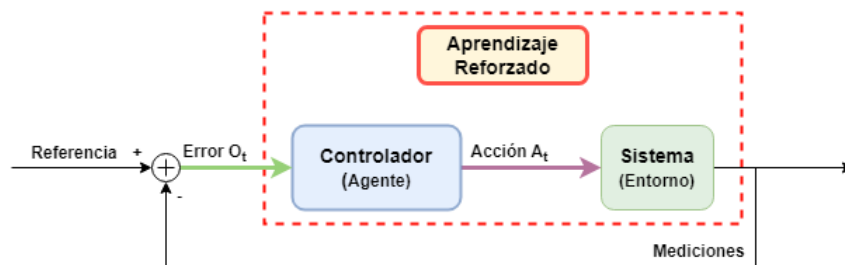 Aprendizaje
Reforzado
Referencia
+
Error Oₜ
Controlador
(Agente)
Acción Aₜ
Sistema
(Entorno)
-
Mediciones